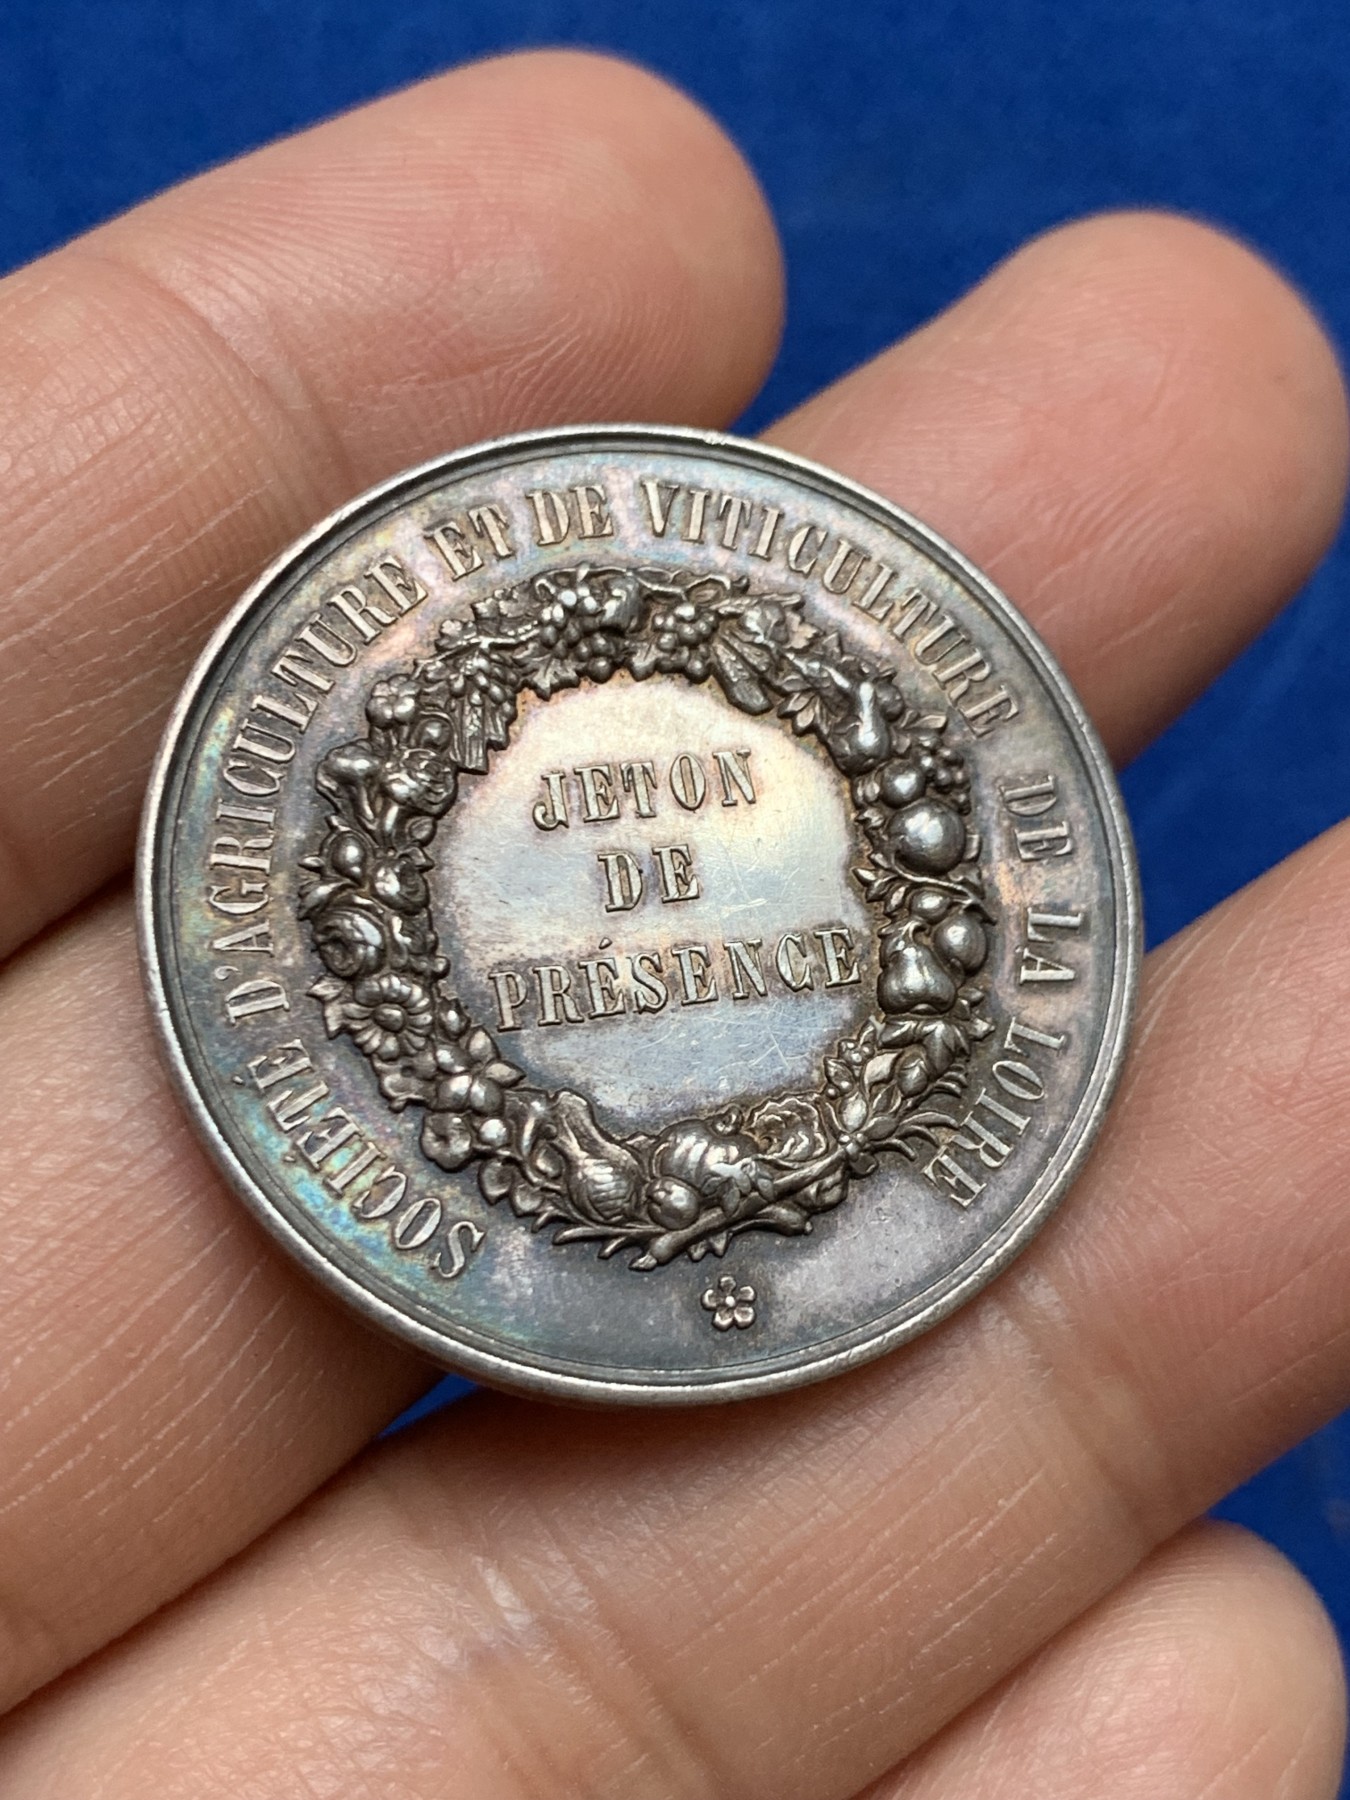 SOCIÉTÉ D'AGRICULTURE ET DE VITICULTURE DE LA LOIRE
JETON
DE
PRÉSENCE